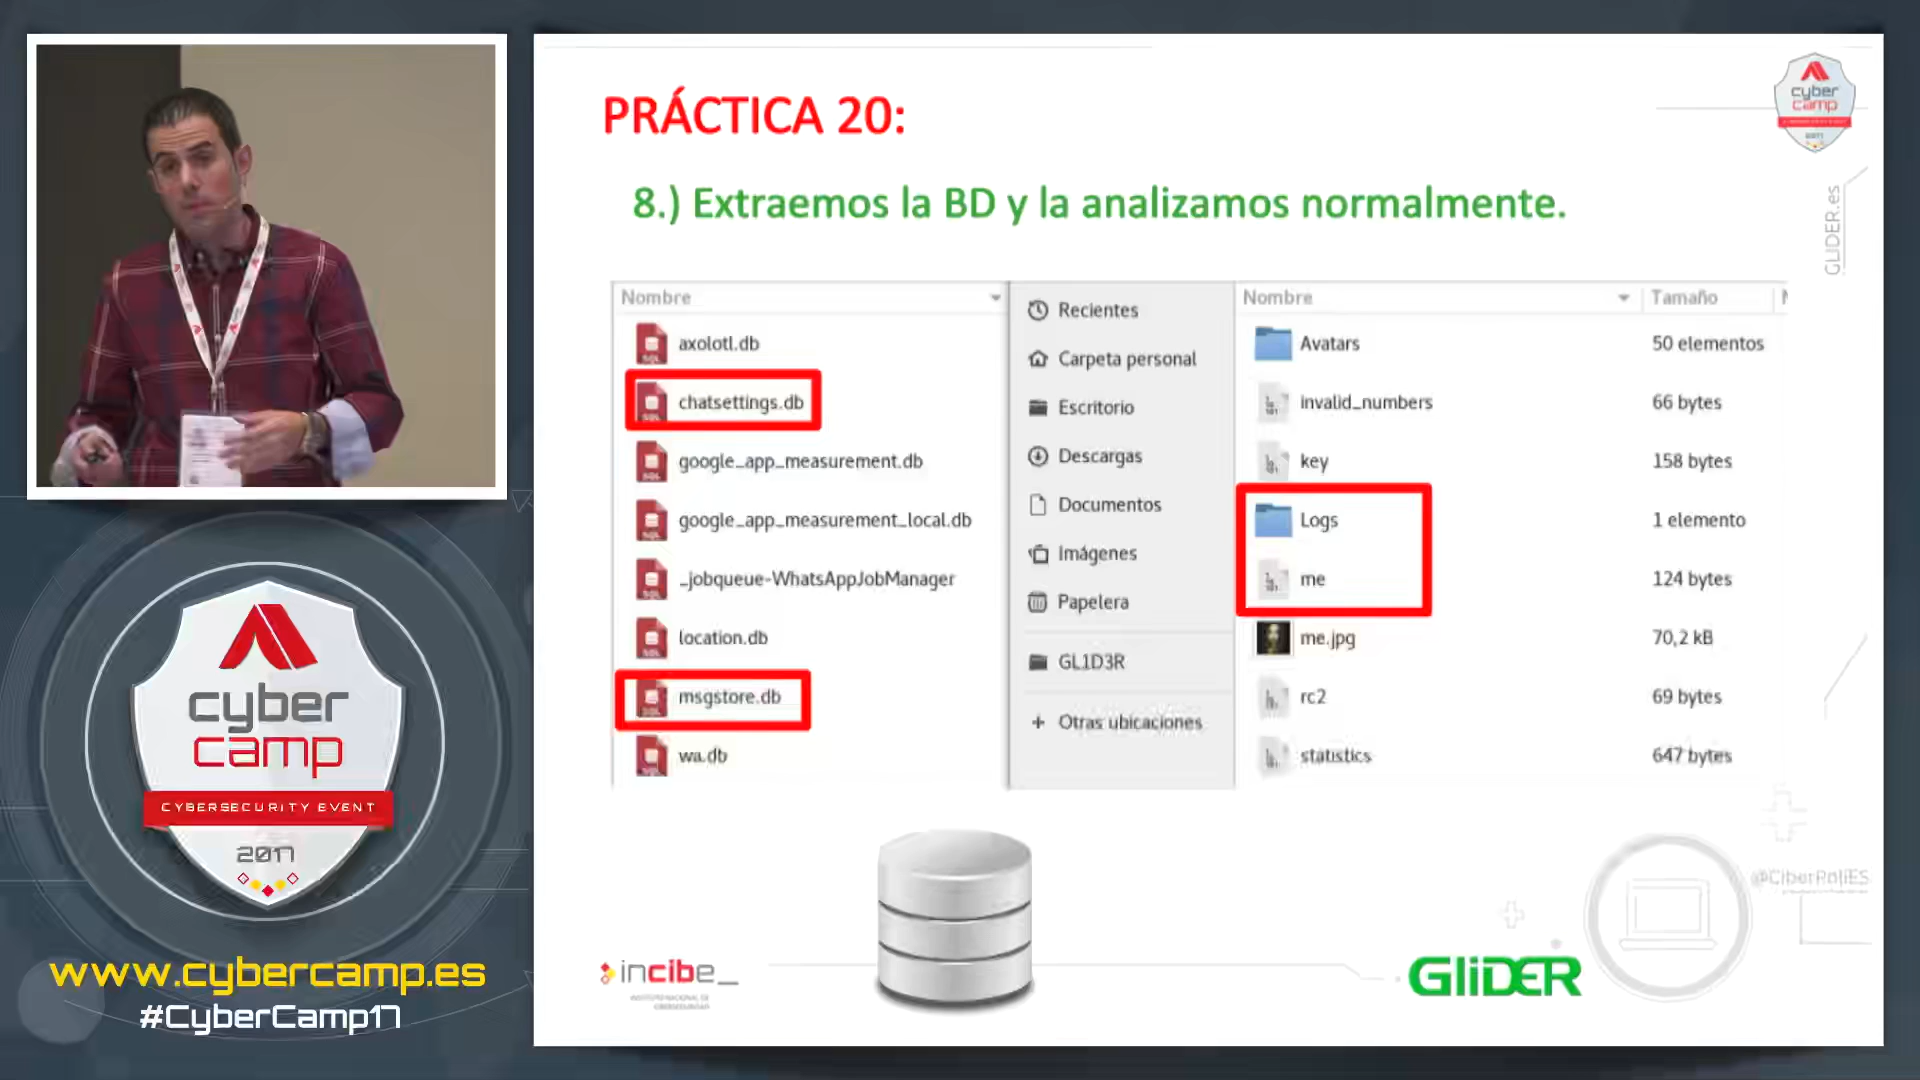 PRÁCTICA 20:
8.) Extraemos la BD y la analizamos normalmente.
cyber
camp
GLIDER.es
Nombre
axolotl.db
chatsettings.db
google_app_measurement.db
google_app_measurement_local.db
_jobqueue-WhatsAppJobManager
location.db
msgstore.db
wa.db
Recientes
Carpeta personal
Escritorio
Descargas
Documentos
Imágenes
Papelera
GL1D3R
Otras ubicaciones
Nombre Tamaño
Avatars 50 elementos
invalid_numbers 66 bytes
key 158 bytes
Logs 1 elemento
me 124 bytes
me.jpg 70,2 kB
rc2 69 bytes
statistics 647 bytes
cyber
camp
CYBERSECURITY EVENT
2017
www.cybercamp.es
#CyberCamp17
incibe_
GLiDER
@CiberPoliES